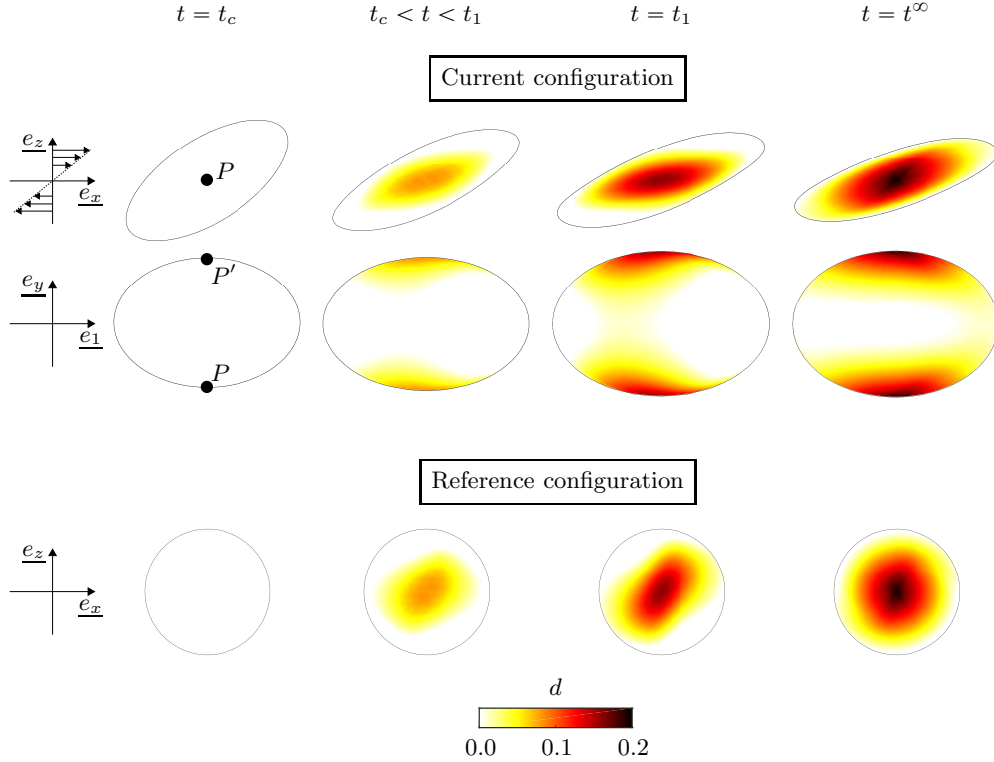 t = t_c t_c < t < t_1 t = t_1 t = t^∞
Current configuration
e_z
P
e_x
P′
e_y
e_1
P
Reference configuration
e_z
e_x
d
0.0 0.1 0.2